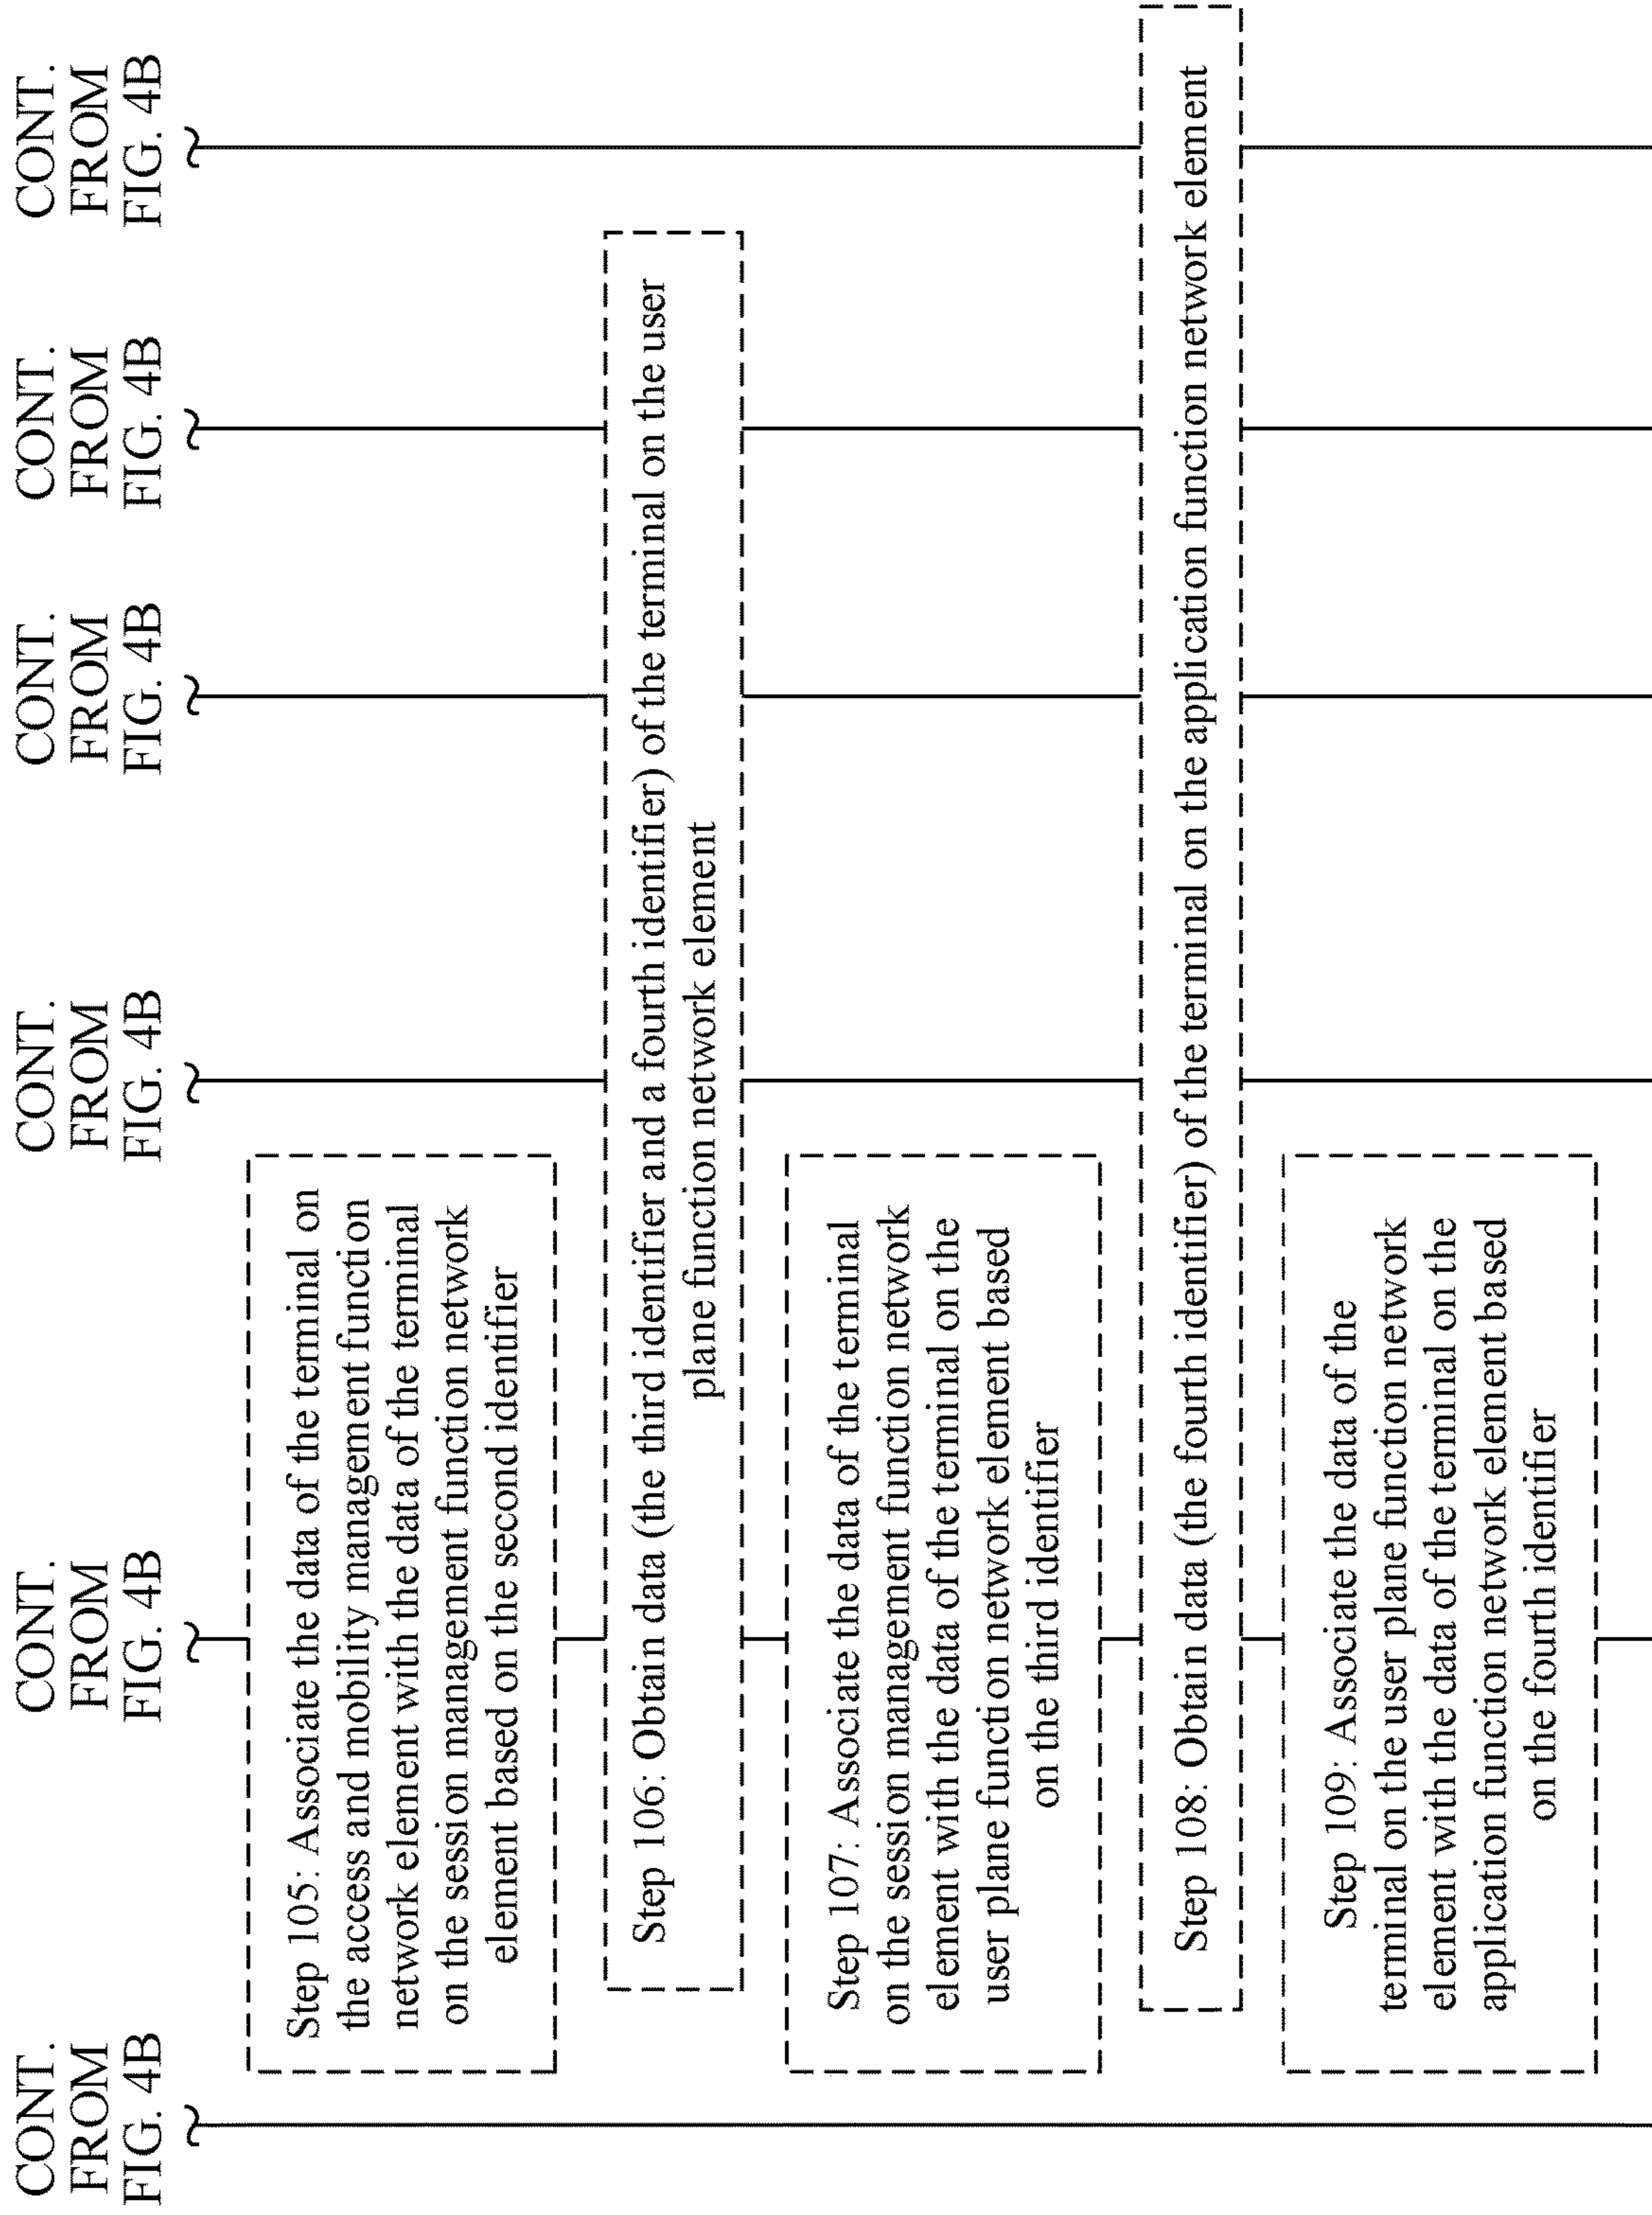 CONT.
FROM
FIG. 4B
CONT.
FROM
FIG. 4B
CONT.
FROM
FIG. 4B
CONT.
FROM
FIG. 4B
CONT.
FROM
FIG. 4B
CONT.
FROM
FIG. 4B
Step 105: Associate the data of the terminal on
the access and mobility management function
network element with the data of the terminal
on the session management function network
element based on the second identifier
Step 106: Obtain data (the third identifier and a fourth identifier) of the terminal on the user
plane function network element
Step 107: Associate the data of the terminal
on the session management function network
element with the data of the terminal on the
user plane function network element based
on the third identifier
Step 108: Obtain data (the fourth identifier) of the terminal on the application function network element
Step 109: Associate the data of the
terminal on the user plane function network
element with the data of the terminal on the
application function network element based
on the fourth identifier